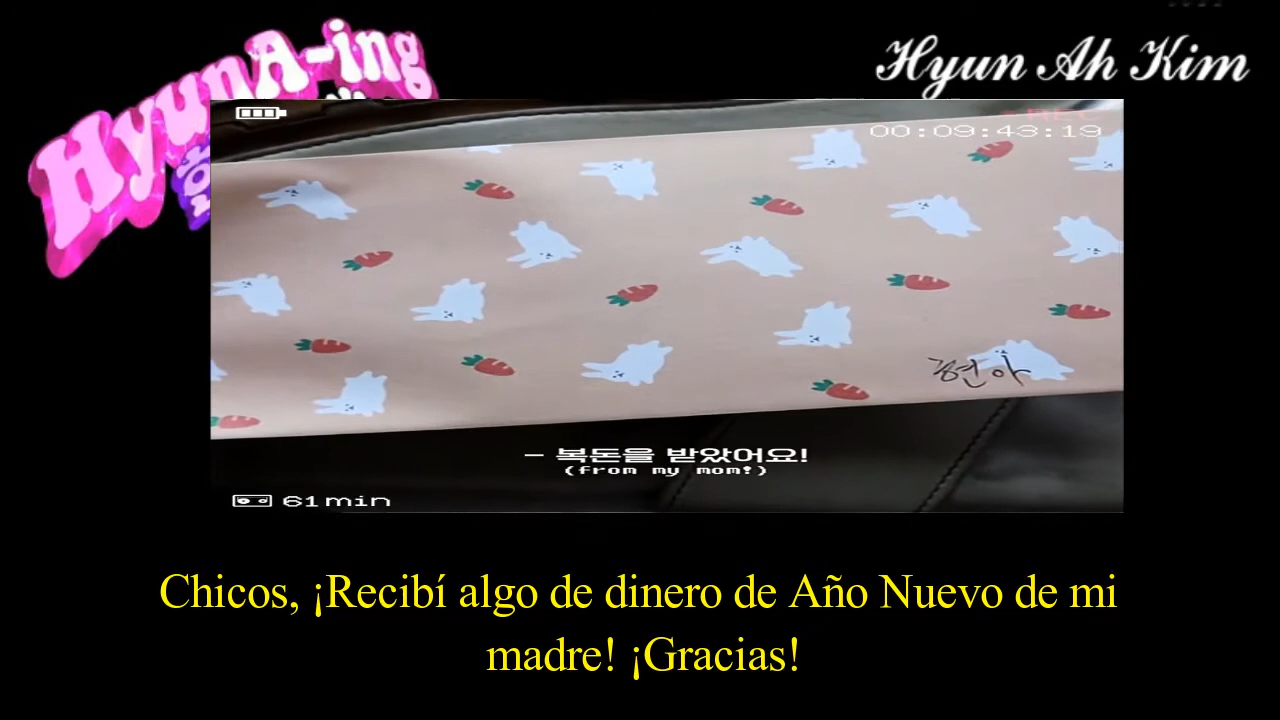 HyunA-ing
Hyun Ah Kim
REC
00:09:43:19
현아
- 복돈을 받았어요!
(from my mom!)
61min
Chicos, ¡Recibí algo de dinero de Año Nuevo de mi
madre! ¡Gracias!